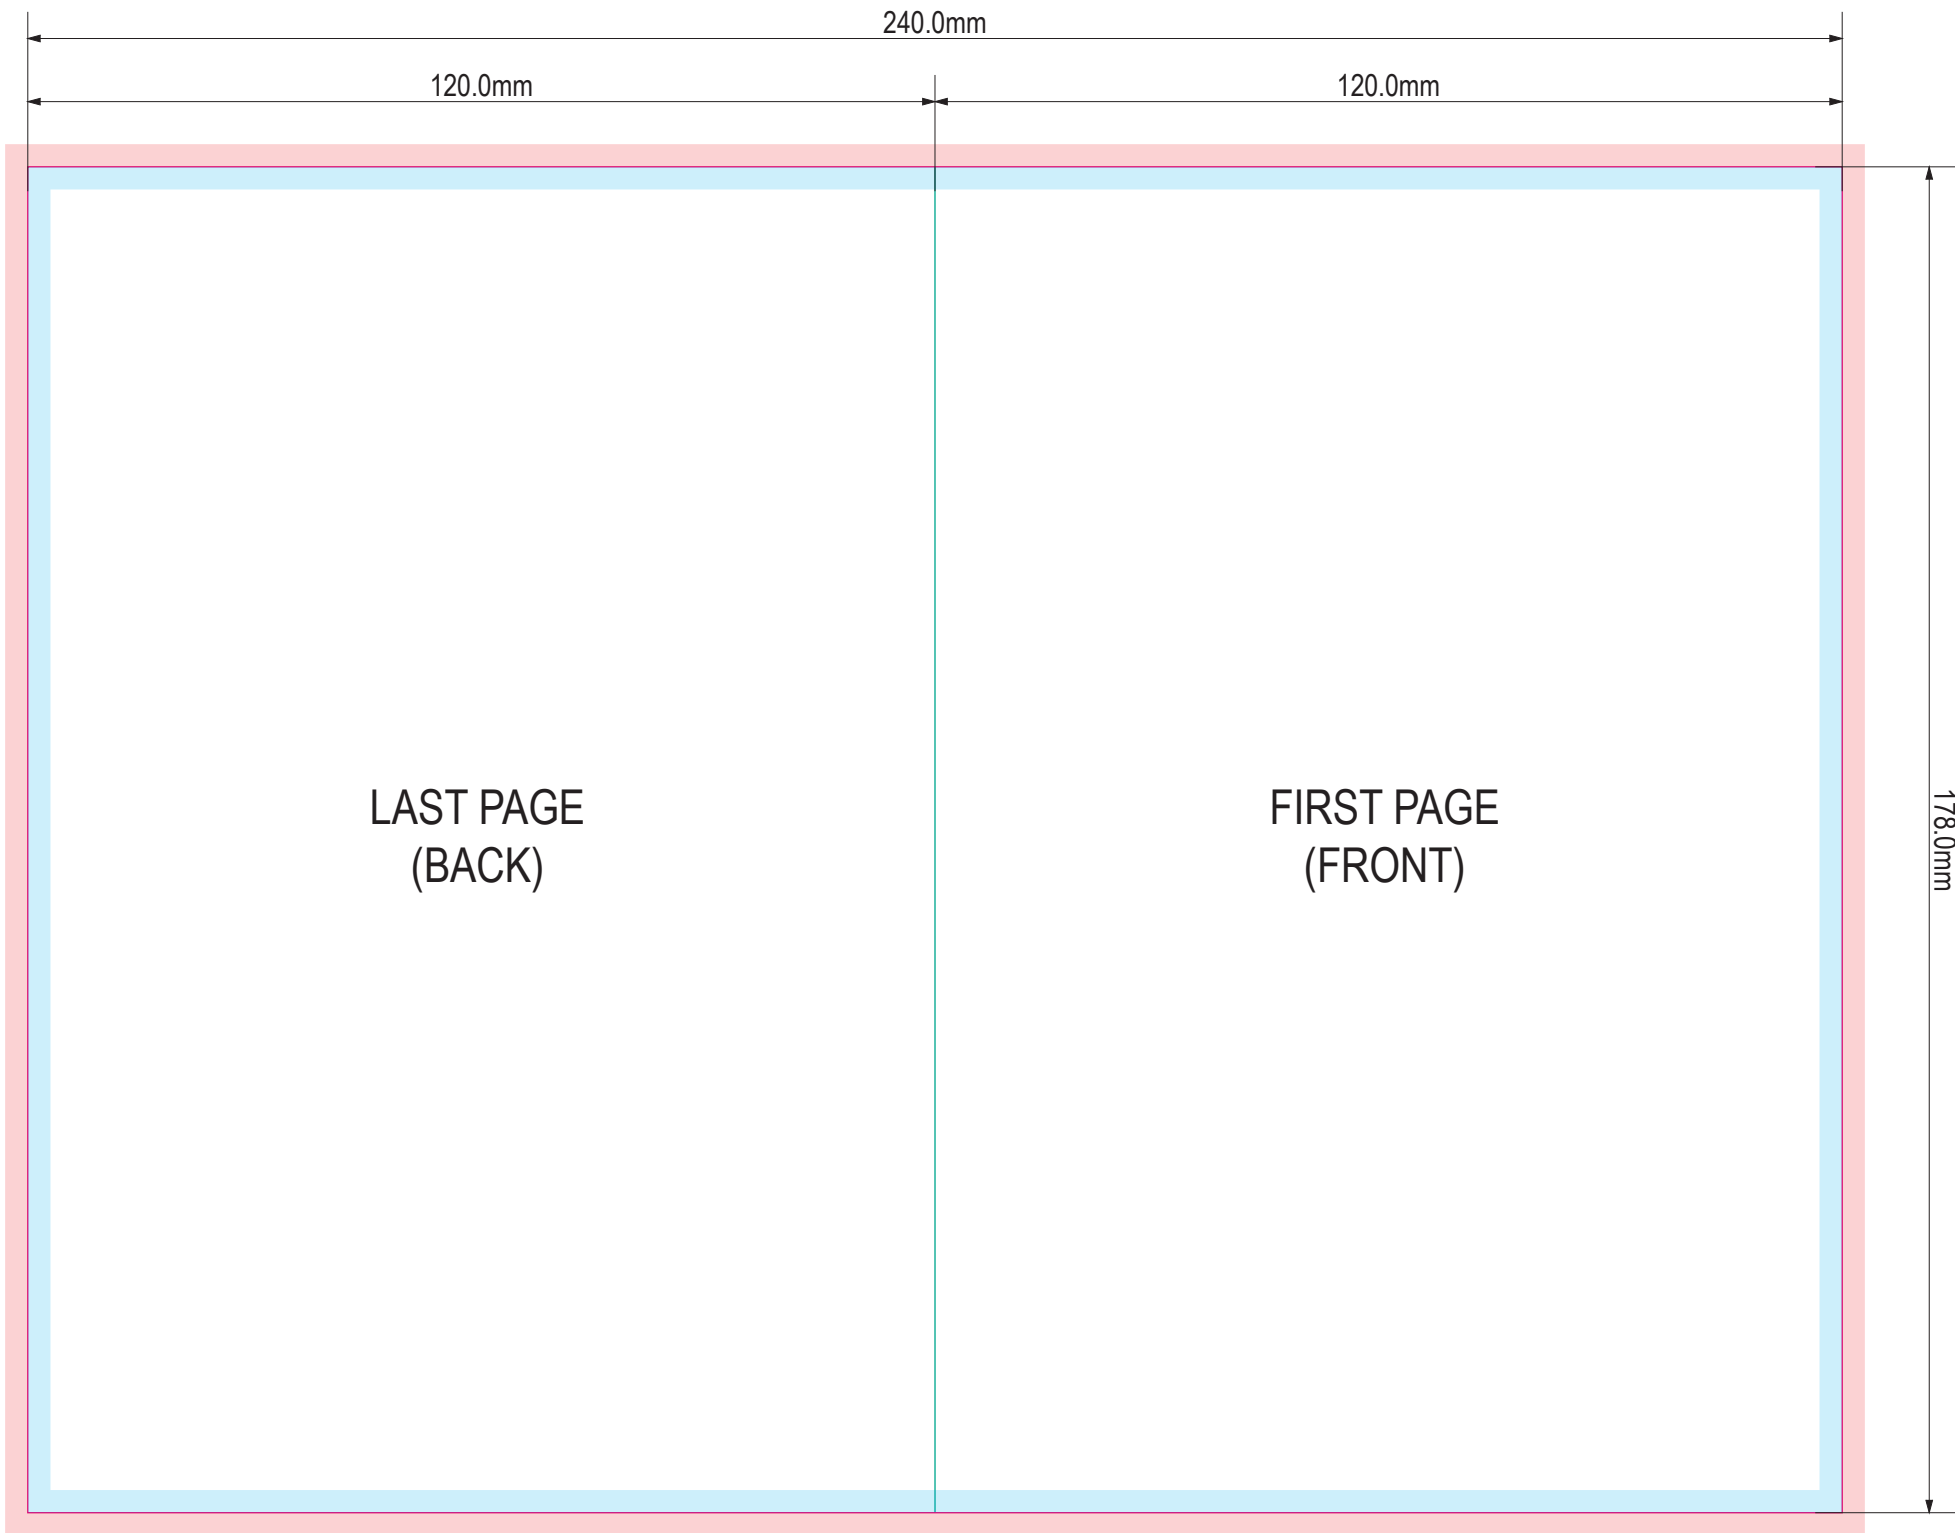 240.0mm
120.0mm
120.0mm
LAST PAGE
(BACK)
FIRST PAGE
(FRONT)
178.0mm